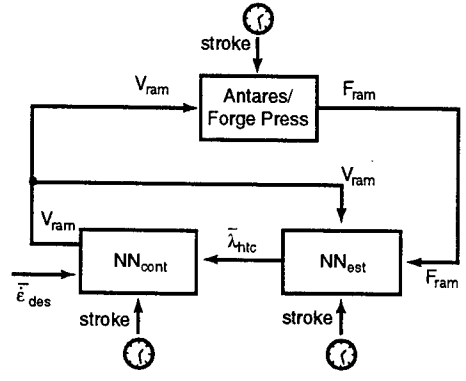 stroke
V_ram
Antares/
Forge Press
F_ram
V_ram
V_ram
λ̄_htc
NN_cont
NN_est
F_ram
ε̇̄_des
stroke
stroke